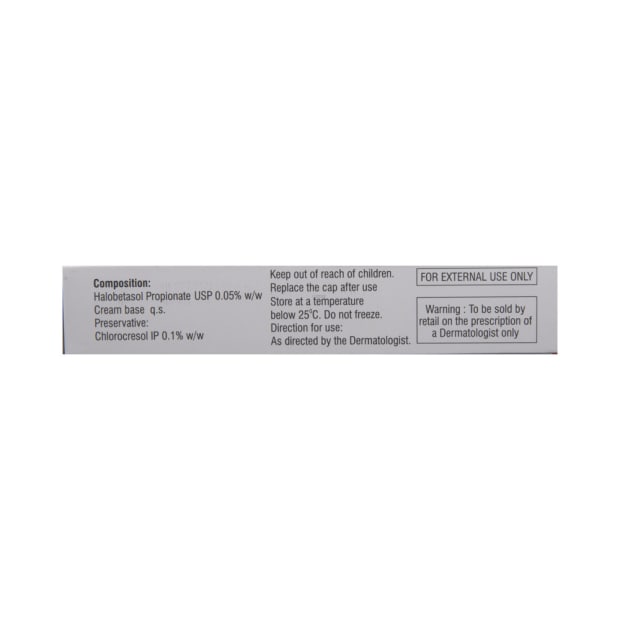 Composition:
Halobetasol Propionate USP 0.05% w/w
Cream base q.s.
Preservative:
Chlorocresol IP 0.1% w/w
Keep out of reach of children.
Replace the cap after use
Store at a temperature
below 25°C. Do not freeze.
Direction for use:
As directed by the Dermatologist.
FOR EXTERNAL USE ONLY
Warning : To be sold by
retail on the prescription of
a Dermatologist only